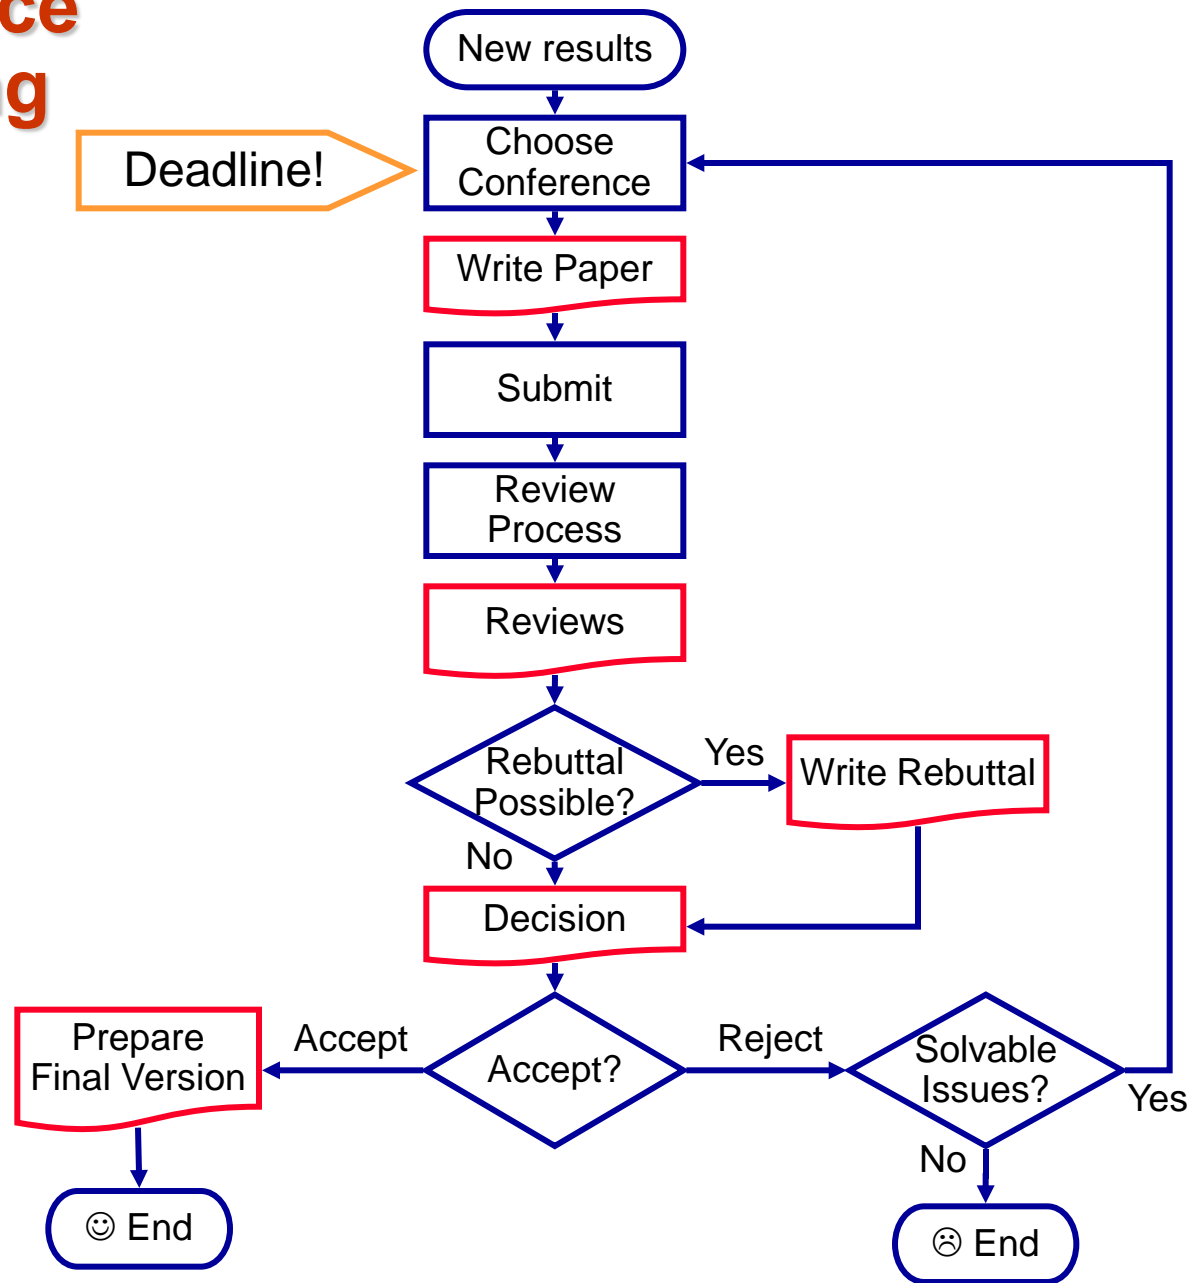 ce
ng
New results
Deadline!
Choose
Conference
Write Paper
Submit
Review
Process
Reviews
Rebuttal
Possible?
Yes
Write Rebuttal
No
Decision
Prepare
Final Version
Accept
Accept?
Reject
Solvable
Issues?
Yes
No
☺ End
☹ End